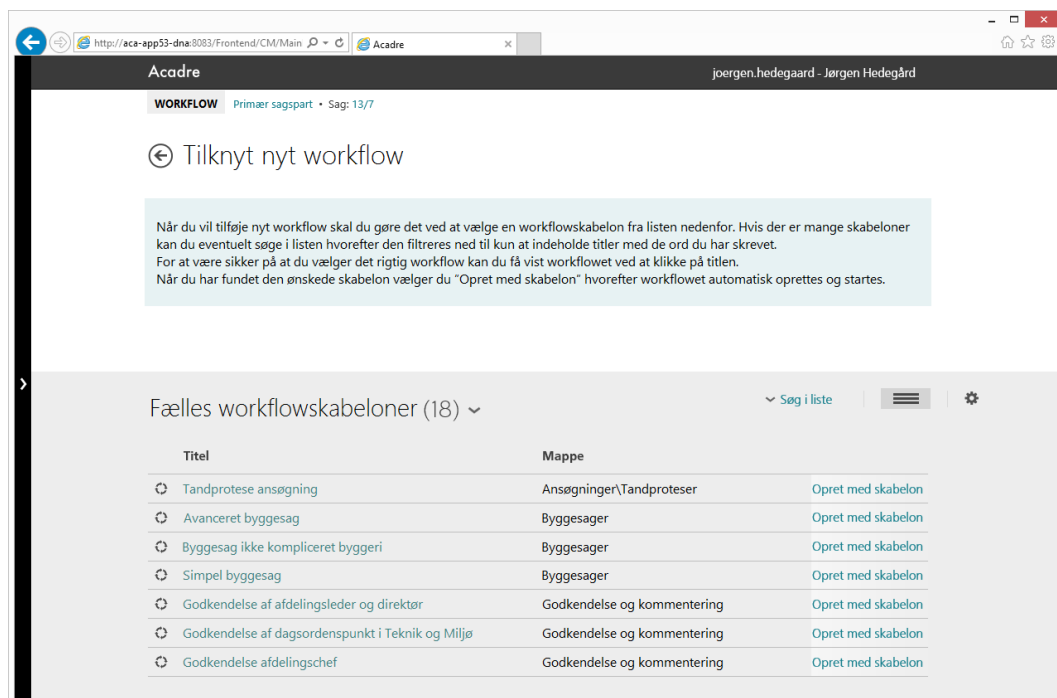 http://aca-app53-dna:8083/Frontend/CM/Main
Acadre
Acadre
joergen.hedegaard - Jørgen Hedegård
WORKFLOW Primær sagspart • Sag: 13/7
Tilknyt nyt workflow
Når du vil tilføje nyt workflow skal du gøre det ved at vælge en workflowskabelon fra listen nedenfor. Hvis der er mange skabeloner
kan du eventuelt søge i listen hvorefter den filtreres ned til kun at indeholde titler med de ord du har skrevet.
For at være sikker på at du vælger det rigtig workflow kan du få vist workflowet ved at klikke på titlen.
Når du har fundet den ønskede skabelon vælger du “Opret med skabelon” hvorefter workflowet automatisk oprettes og startes.
Fælles workflowskabeloner (18)
Søg i liste
Titel Mappe
Tandprotese ansøgning Ansøgninger\Tandproteser Opret med skabelon
Avanceret byggesag Byggesager Opret med skabelon
Byggesag ikke kompliceret byggeri Byggesager Opret med skabelon
Simpel byggesag Byggesager Opret med skabelon
Godkendelse af afdelingsleder og direktør Godkendelse og kommentering Opret med skabelon
Godkendelse af dagsordenspunkt i Teknik og Miljø Godkendelse og kommentering Opret med skabelon
Godkendelse afdelingschef Godkendelse og kommentering Opret med skabelon